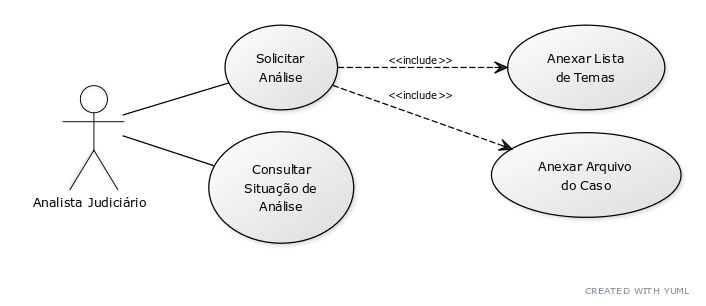 Solicitar
Análise
<<include>>
Anexar Lista
de Temas
<<include>>
Anexar Arquivo
do Caso
Consultar
Situação de
Análise
Analista Judiciário
CREATED WITH YUML